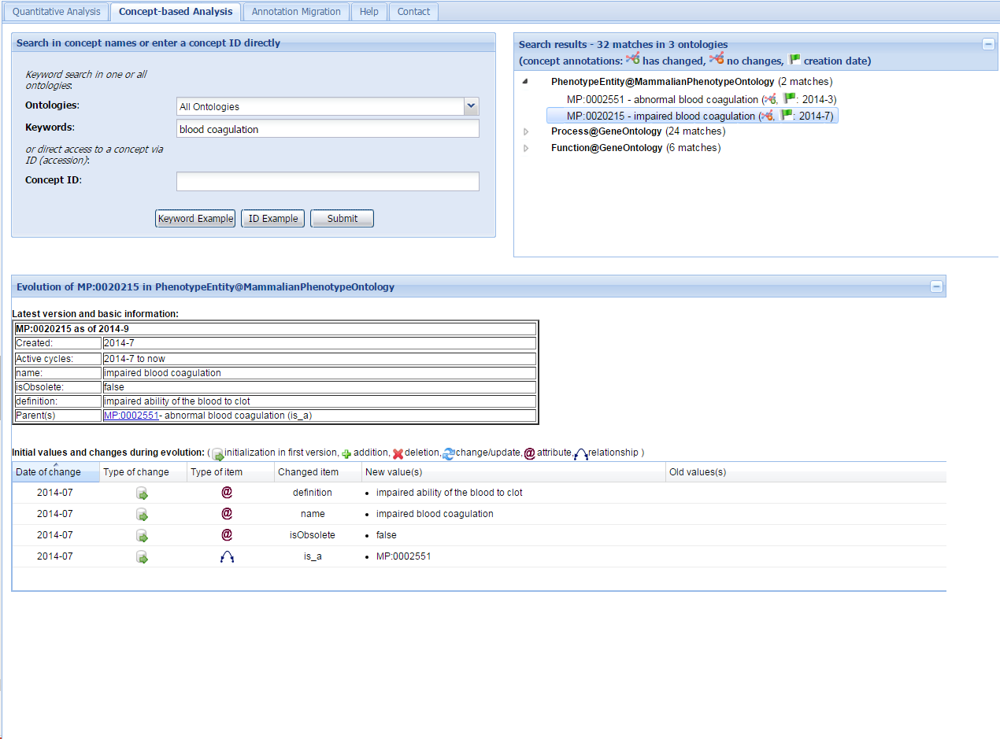 Quantitative Analysis Concept-based Analysis Annotation Migration Help Contact
Search in concept names or enter a concept ID directly
Keyword search in one or all
ontologies:
Ontologies: All Ontologies
Keywords: blood coagulation
or direct access to a concept via
ID (accession):
Concept ID:
Keyword Example ID Example Submit
Search results - 32 matches in 3 ontologies
(concept annotations: has changed, no changes, creation date)
PhenotypeEntity@MammalianPhenotypeOntology (2 matches)
MP:0002551 - abnormal blood coagulation ( , : 2014-3)
MP:0020215 - impaired blood coagulation ( , : 2014-7)
Process@GeneOntology (24 matches)
Function@GeneOntology (6 matches)
Evolution of MP:0020215 in PhenotypeEntity@MammalianPhenotypeOntology
Latest version and basic information:
MP:0020215 as of 2014-9
Created: 2014-7
Active cycles: 2014-7 to now
name: impaired blood coagulation
isObsolete: false
definition: impaired ability of the blood to clot
Parent(s) MP:0002551- abnormal blood coagulation (is_a)
Initial values and changes during evolution: ( initialization in first version, addition, deletion, change/update, @ attribute, relationship )
Date of change Type of change Type of item Changed item New value(s) Old values(s)
2014-07 @ definition • impaired ability of the blood to clot
2014-07 @ name • impaired blood coagulation
2014-07 @ isObsolete • false
2014-07 is_a • MP:0002551